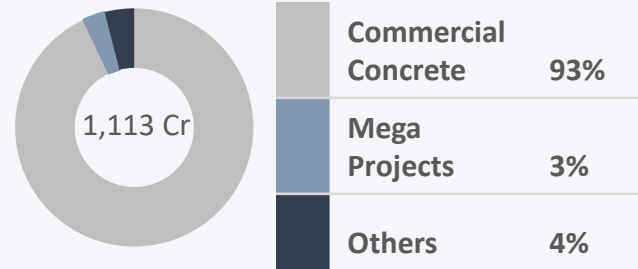 1,113 Cr
Commercial
Concrete 93%
Mega
Projects 3%
Others 4%